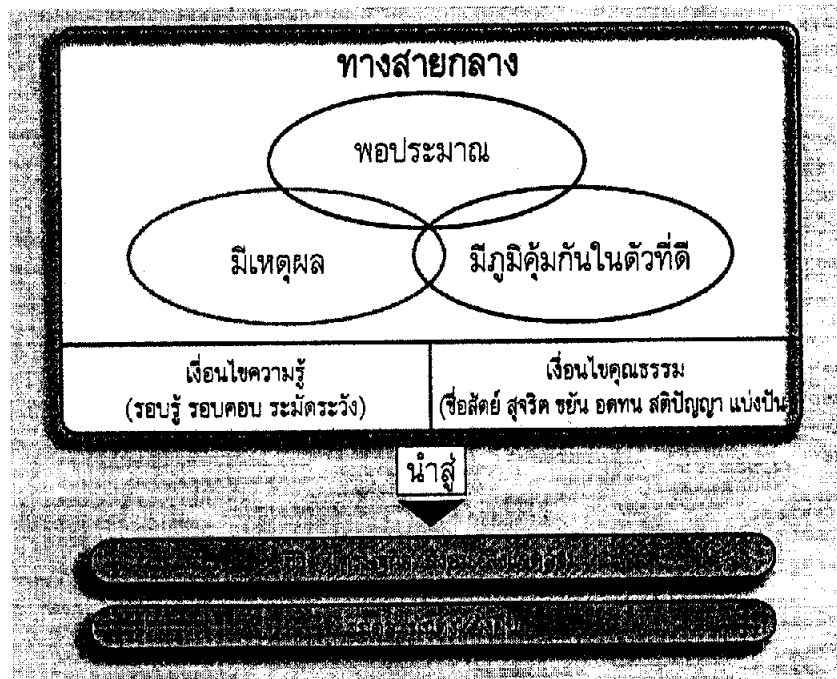 ทางสายกลาง
พอประมาณ
มีเหตุผล
มีภูมิคุ้มกันในตัวที่ดี
เงื่อนไขความรู้
(รอบรู้ รอบคอบ ระมัดระวัง)
เงื่อนไขคุณธรรม
(ซื่อสัตย์ สุจริต ขยัน อดทน สติปัญญา แบ่งปัน
นำสู่